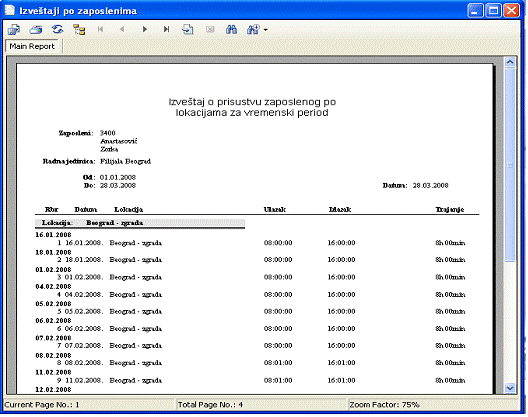 Izveštaji po zaposlenima
Main Report
Izveštaj o prisustvu zaposlenog po
lokacijama za vremenski period
Zaposleni: 3400
Anastasović
Zorka
Radna jedinica: Filijala Beograd
Od: 01.01.2008
Do: 28.03.2008 Datum: 28.03.2008
Rbr Datum Lokacija Ulazak Izlazak Trajanje
Lokacija: Beograd - zgrada
16.01.2008
1 16.01.2008. Beograd - zgrada 08:00:00 16:00:00 8h 00min
18.01.2008
2 18.01.2008. Beograd - zgrada 08:00:00 16:00:00 8h 00min
01.02.2008
3 01.02.2008. Beograd - zgrada 08:00:00 16:00:00 8h 00min
04.02.2008
4 04.02.2008. Beograd - zgrada 08:00:00 16:00:00 8h 00min
05.02.2008
5 05.02.2008. Beograd - zgrada 08:00:00 16:00:00 8h 00min
06.02.2008
6 06.02.2008. Beograd - zgrada 08:00:00 16:00:00 8h 00min
07.02.2008
7 07.02.2008. Beograd - zgrada 08:00:00 16:00:00 8h 00min
08.02.2008
8 08.02.2008. Beograd - zgrada 08:01:00 16:01:00 8h 00min
11.02.2008
9 11.02.2008. Beograd - zgrada 08:01:00 16:01:00 8h 00min
12.02.2008
Current Page No.: 1 Total Page No.: 4 Zoom Factor: 75%